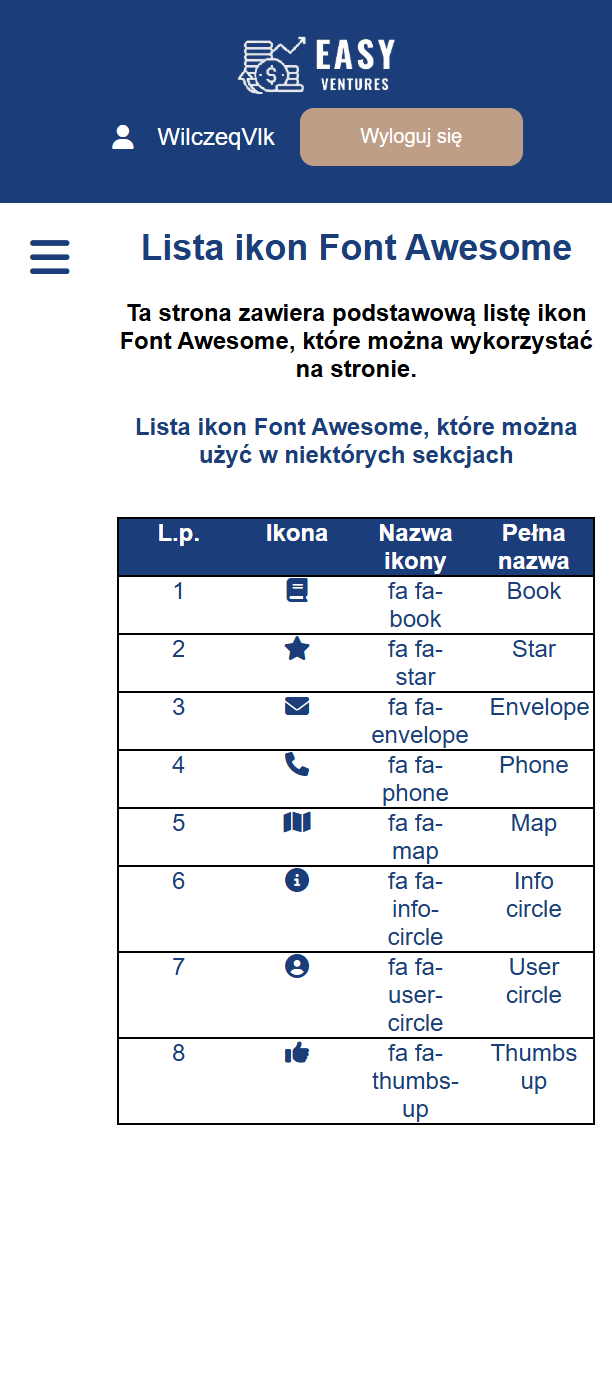 EASY
VENTURES
WilczeqVlk
Wyloguj się
Lista ikon Font Awesome
Ta strona zawiera podstawową listę ikon
Font Awesome, które można wykorzystać
na stronie.
Lista ikon Font Awesome, które można
użyć w niektórych sekcjach
L.p. Ikona Nazwa ikony Pełna nazwa
1 fa fa-book Book
2 fa fa-star Star
3 fa fa-envelope Envelope
4 fa fa-phone Phone
5 fa fa-map Map
6 fa fa-info-circle Info circle
7 fa fa-user-circle User circle
8 fa fa-thumbs-up Thumbs up